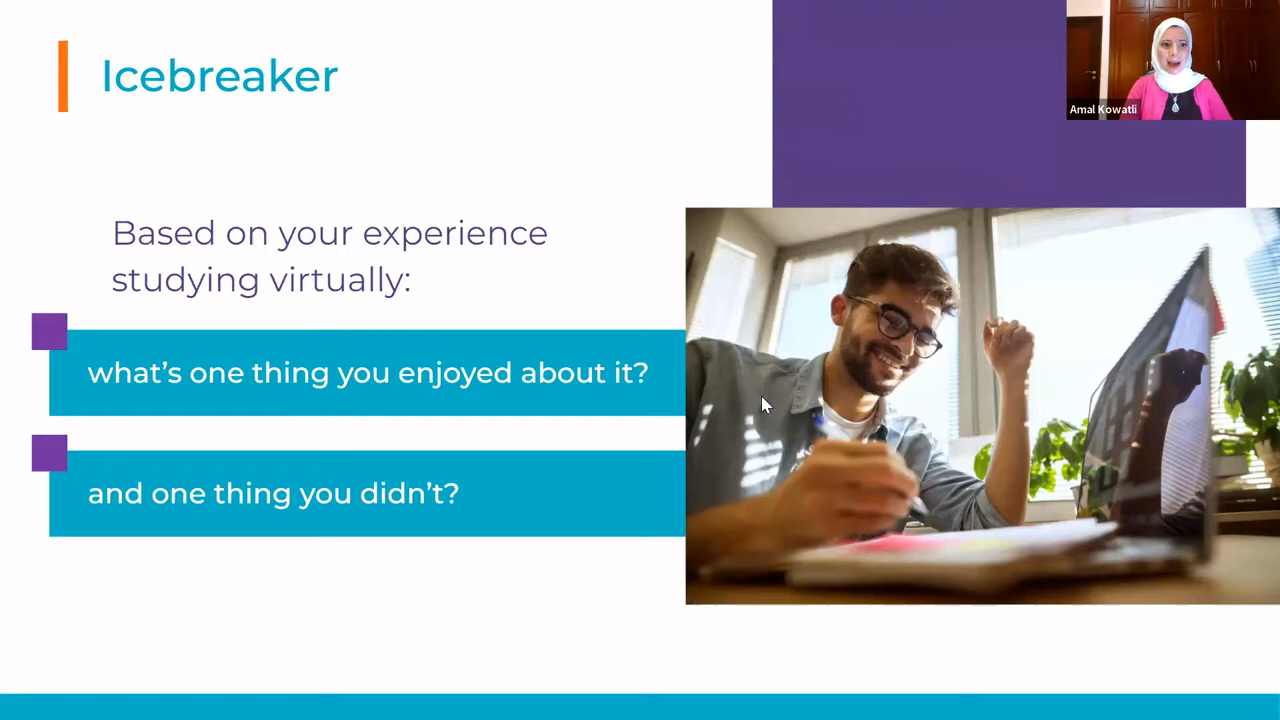 Icebreaker
Amal Kowatli
Based on your experience
studying virtually:
what’s one thing you enjoyed about it?
and one thing you didn’t?